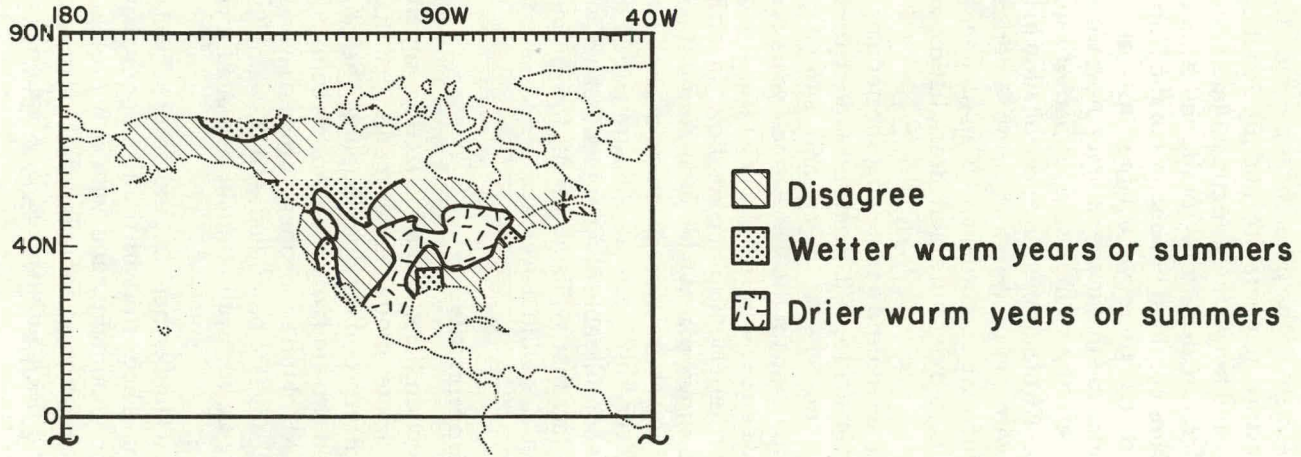 180 90W 40W
90N
40N
0
Disagree
Wetter warm years or summers
Drier warm years or summers